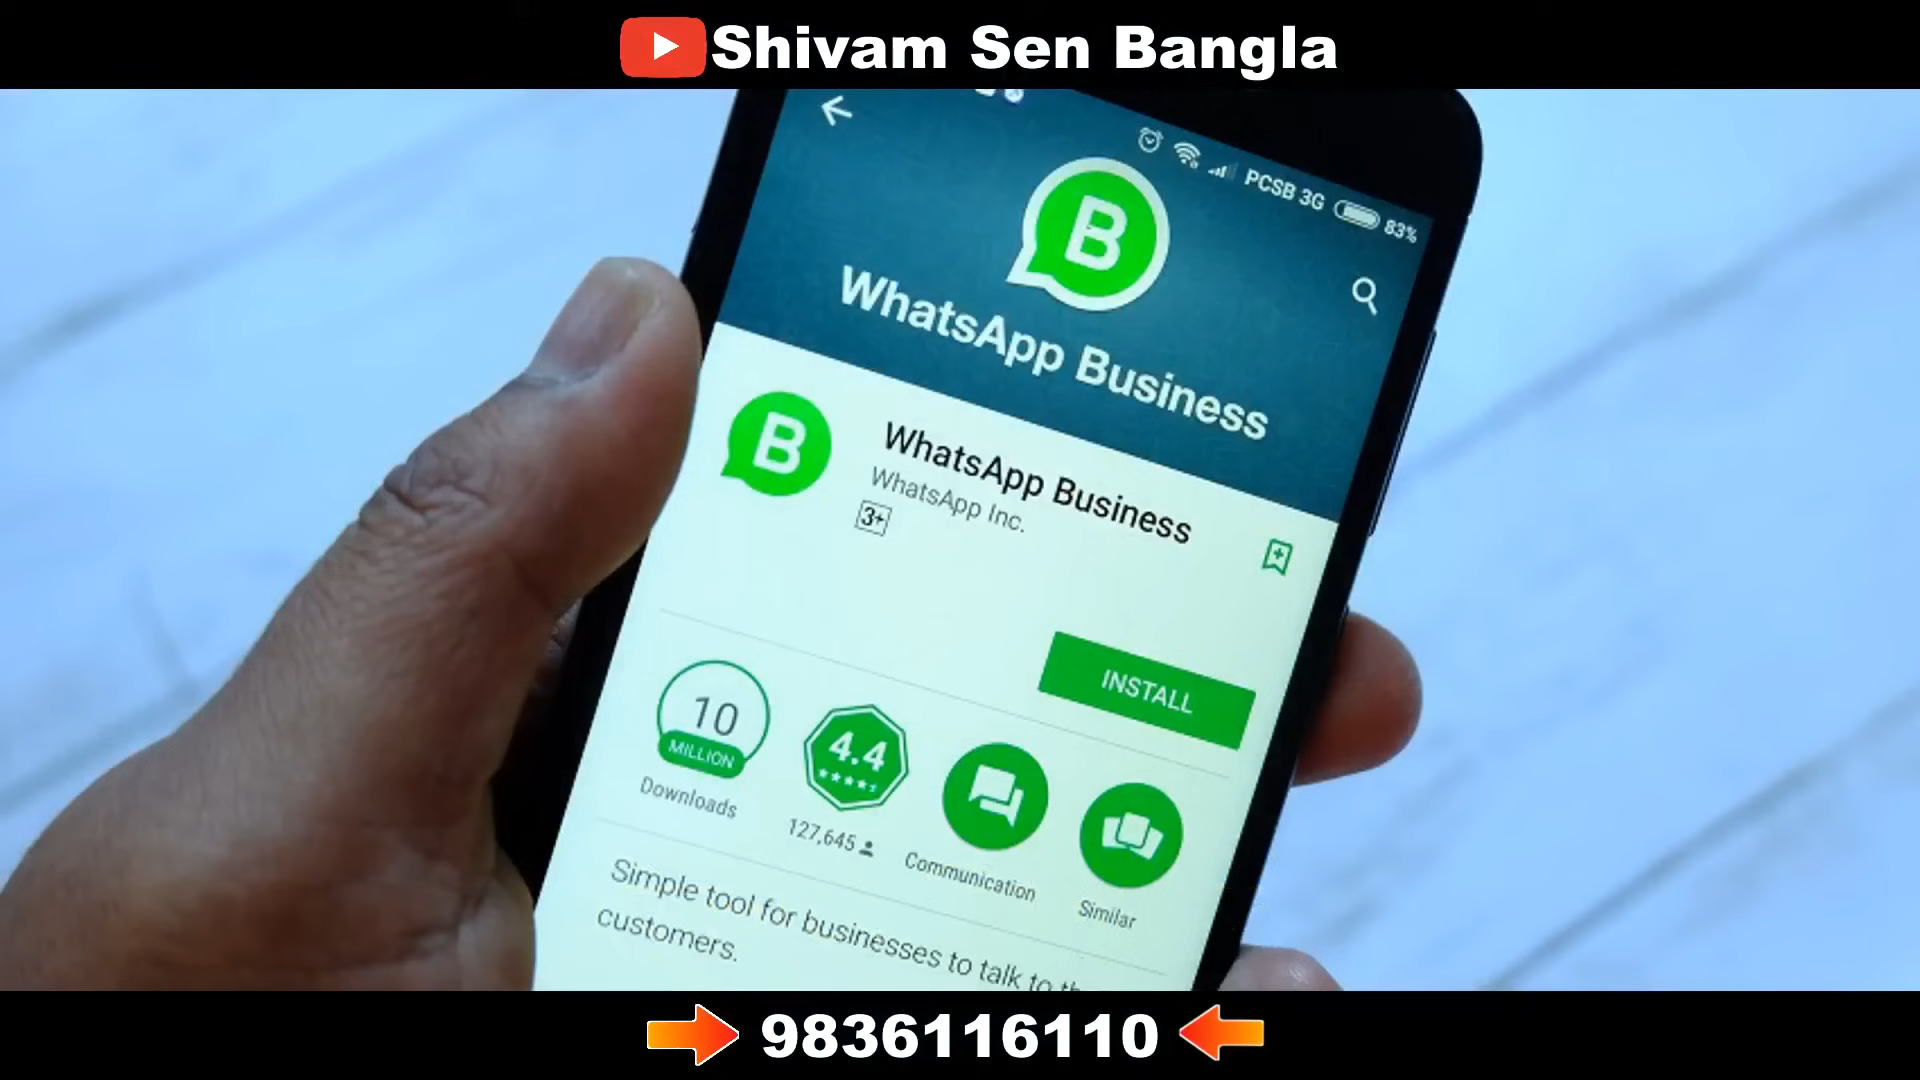 Shivam Sen Bangla
PCSB 3G 83%
B
WhatsApp Business
B
WhatsApp Business
WhatsApp Inc.
3+
INSTALL
10
MILLION
Downloads
4.4
127,645
Communication
Similar
Simple tool for businesses to talk to
customers.
9836116110